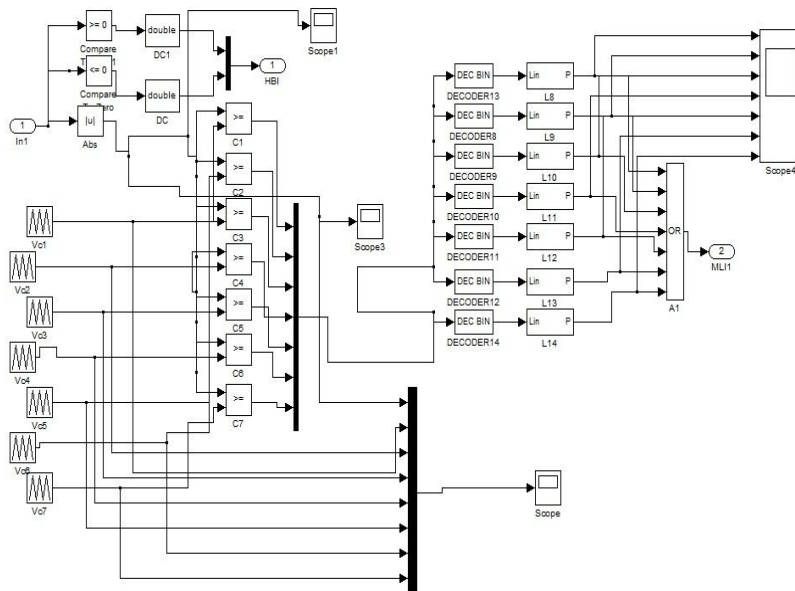 >= 0
Compare
T 1
double
DC1
<= 0
Compare
To Zero
double
DC
1
HBI
Scope1
1
In1
|u|
Abs
>=
C1
>=
C2
>=
C3
>=
C4
>=
C5
>=
C6
>=
C7
Scope3
Vc1
Vc2
Vc3
Vc4
Vc5
Vc6
Vc7
DEC BIN
DECODER13
DEC BIN
DECODER8
DEC BIN
DECODER9
DEC BIN
DECODER10
DEC BIN
DECODER11
DEC BIN
DECODER12
DEC BIN
DECODER14
Lin P
L8
Lin P
L9
Lin P
L10
Lin P
L11
Lin P
L12
Lin P
L13
Lin P
L14
Scope4
OR
A1
2
MLI1
Scope